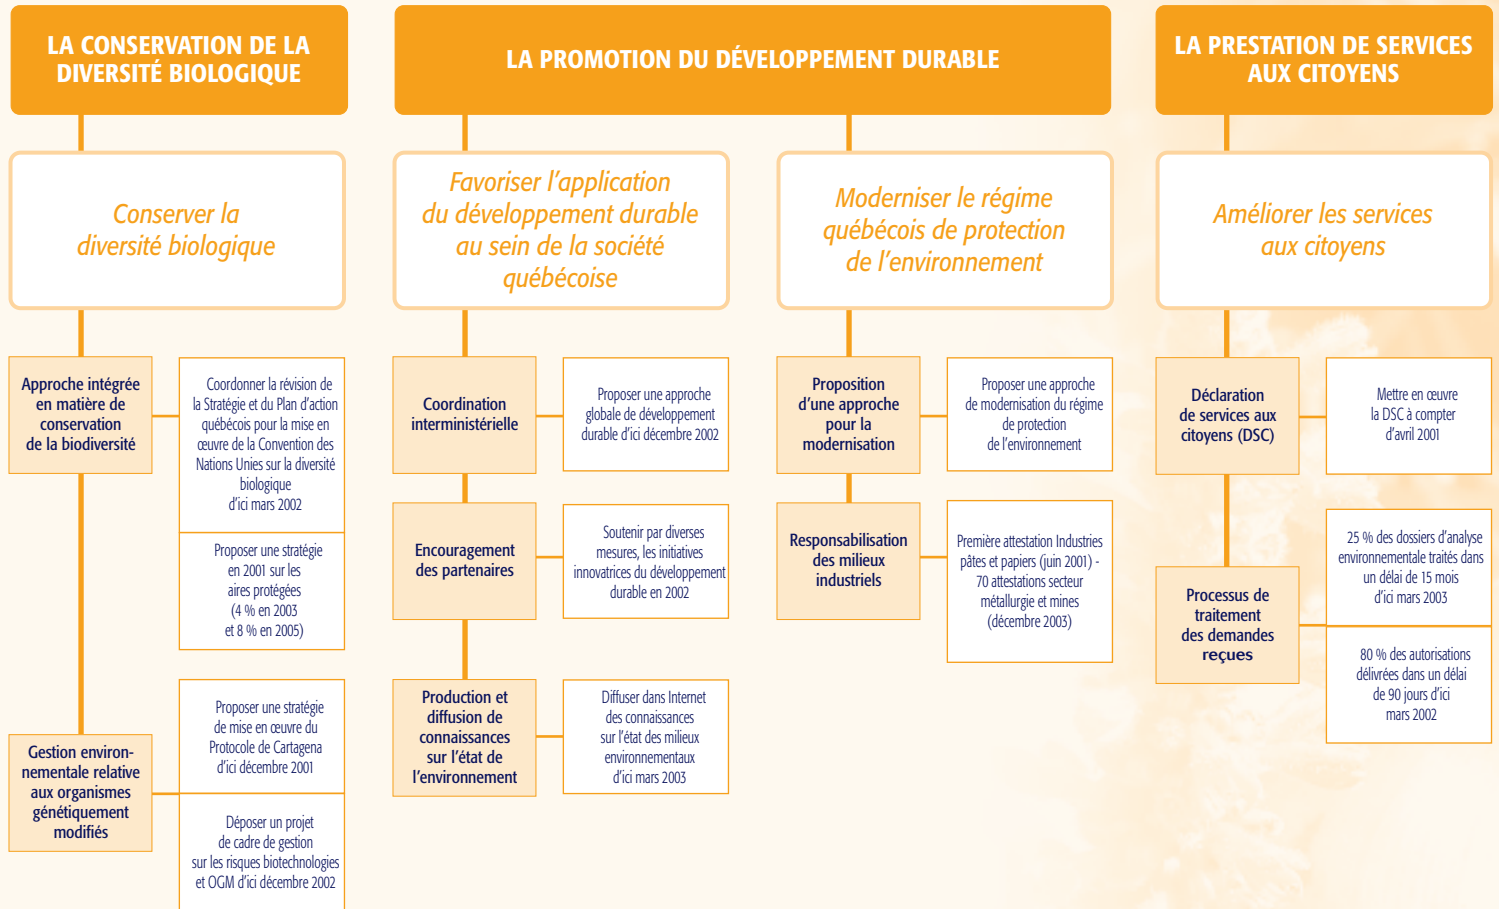 LA CONSERVATION DE LA
DIVERSITÉ BIOLOGIQUE
LA PROMOTION DU DÉVELOPPEMENT DURABLE
LA PRESTATION DE SERVICES
AUX CITOYENS
Conserver la
diversité biologique
Favoriser l'application
du développement durable
au sein de la société
québécoise
Moderniser le régime
québécois de protection
de l'environnement
Améliorer les services
aux citoyens
Approche intégrée
en matière de
conservation
de la biodiversité
Coordonner la révision de
la Stratégie et du Plan d'action
québécois pour la mise en
œuvre de la Convention des
Nations Unies sur la diversité
biologique
d'ici mars 2002
Proposer une stratégie
en 2001 sur les
aires protégées
(4 % en 2003
et 8 % en 2005)
Gestion environ-
nementale relative
aux organismes
génétiquement
modifiés
Proposer une stratégie
de mise en œuvre du
Protocole de Cartagena
d'ici décembre 2001
Déposer un projet
de cadre de gestion
sur les risques biotechnologies
et OGM d'ici décembre 2002
Coordination
interministérielle
Proposer une approche
globale de développement
durable d'ici décembre 2002
Encouragement
des partenaires
Soutenir par diverses
mesures, les initiatives
innovatrices du développement
durable en 2002
Production et
diffusion de
connaissances
sur l'état de
l'environnement
Diffuser dans Internet
des connaissances
sur l'état des milieux
environnementaux
d'ici mars 2003
Proposition
d'une approche
pour la
modernisation
Proposer une approche
de modernisation du régime
de protection
de l'environnement
Responsabilisation
des milieux
industriels
Première attestation Industries
pâtes et papiers (juin 2001) -
70 attestations secteur
métallurgie et mines
(décembre 2003)
Déclaration
de services aux
citoyens (DSC)
Mettre en œuvre
la DSC à compter
d'avril 2001
Processus de
traitement
des demandes
reçues
25 % des dossiers d'analyse
environnementale traités dans
un délai de 15 mois
d'ici mars 2003
80 % des autorisations
délivrées dans un délai
de 90 jours d'ici
mars 2002